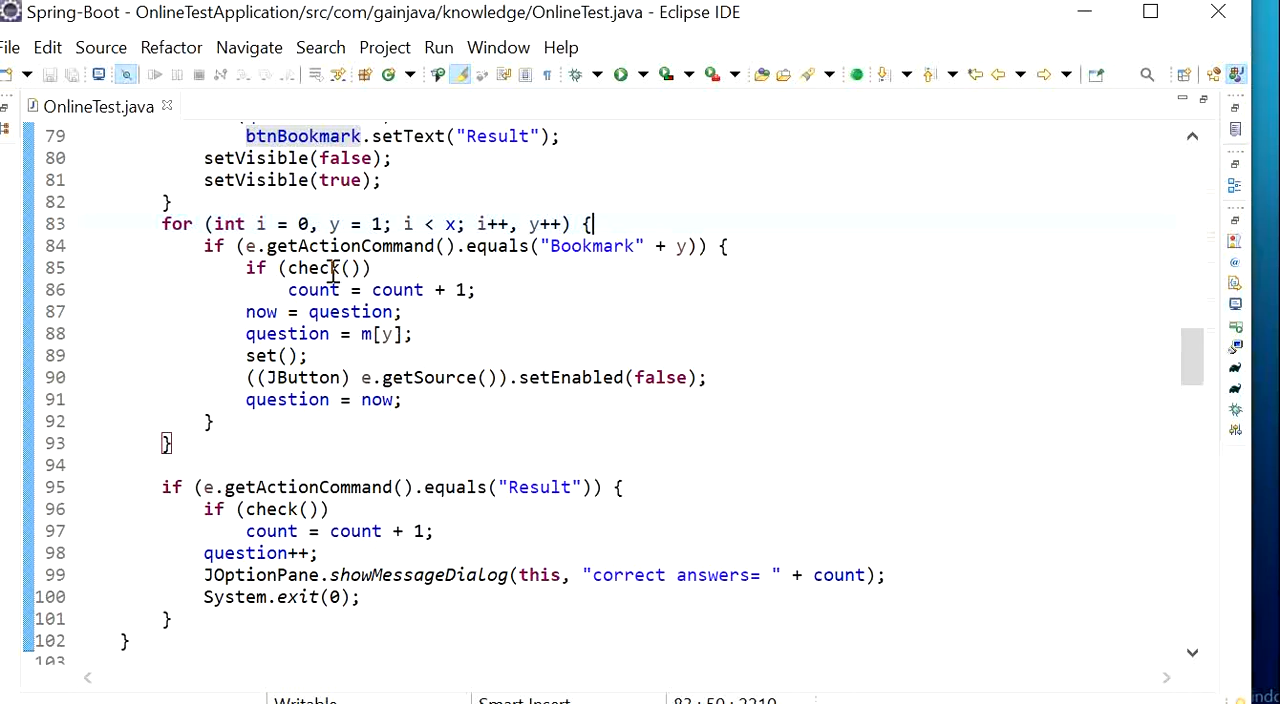 Spring-Boot - OnlineTestApplication/src/com/gainjava/knowledge/OnlineTest.java - Eclipse IDE
File Edit Source Refactor Navigate Search Project Run Window Help
OnlineTest.java
79 btnBookmark.setText("Result");
80 setVisible(false);
81 setVisible(true);
82 }
83 for (int i = 0, y = 1; i < x; i++, y++) {
84 if (e.getActionCommand().equals("Bookmark" + y)) {
85 if (check())
86 count = count + 1;
87 now = question;
88 question = m[y];
89 set();
90 ((JButton) e.getSource()).setEnabled(false);
91 question = now;
92 }
93 }
94
95 if (e.getActionCommand().equals("Result")) {
96 if (check())
97 count = count + 1;
98 question++;
99 JOptionPane.showMessageDialog(this, "correct answers= " + count);
100 System.exit(0);
101 }
102 }
103
Writable Smart Insert 83 : 50 : 2210